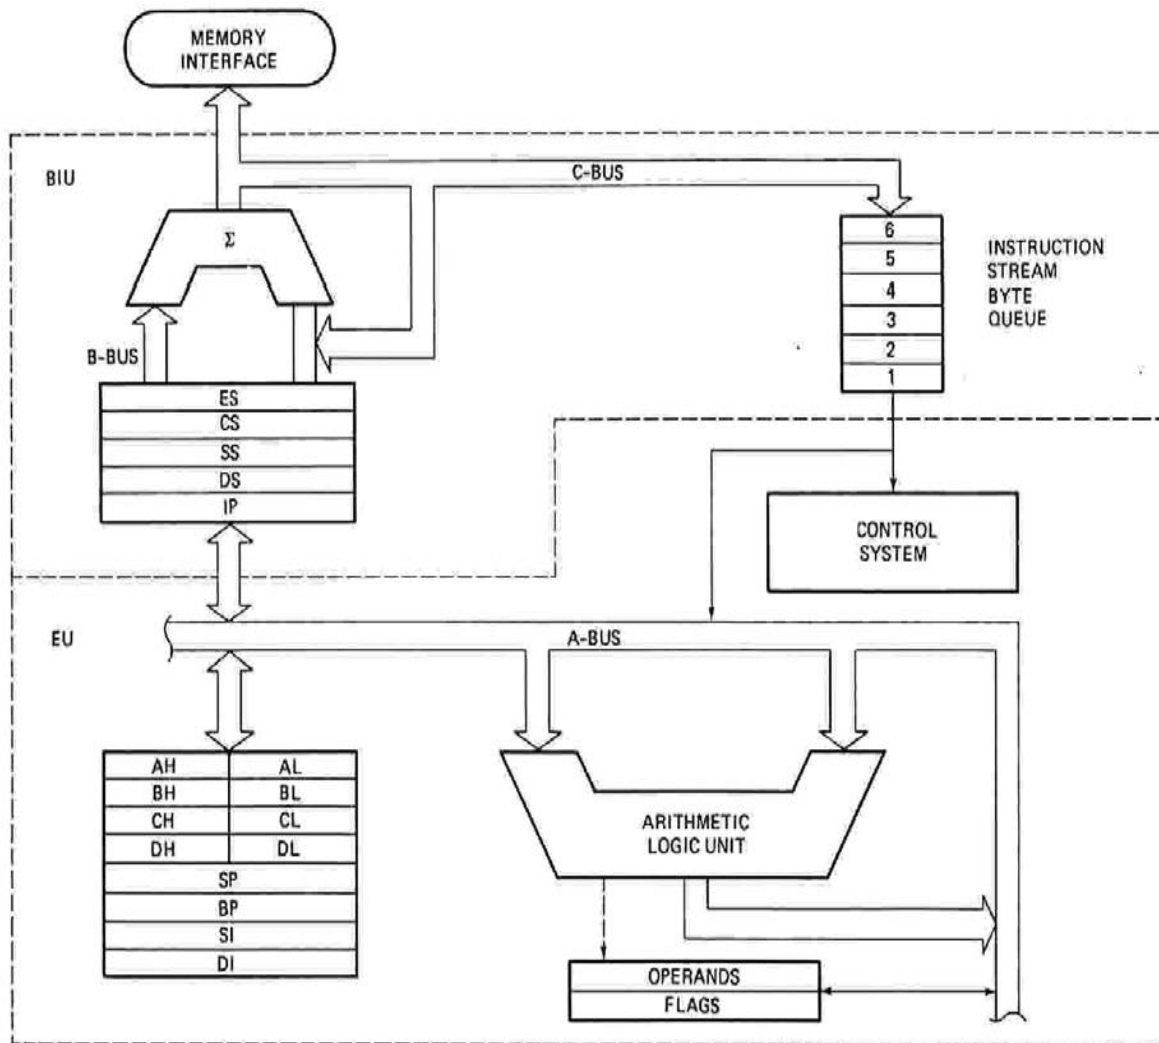 MEMORY
INTERFACE
BIU
C-BUS
Σ
6
5
4
3
2
1
INSTRUCTION
STREAM
BYTE
QUEUE
B-BUS
ES
CS
SS
DS
IP
CONTROL
SYSTEM
EU
A-BUS
AH AL
BH BL
CH CL
DH DL
SP
BP
SI
DI
ARITHMETIC
LOGIC UNIT
OPERANDS
FLAGS